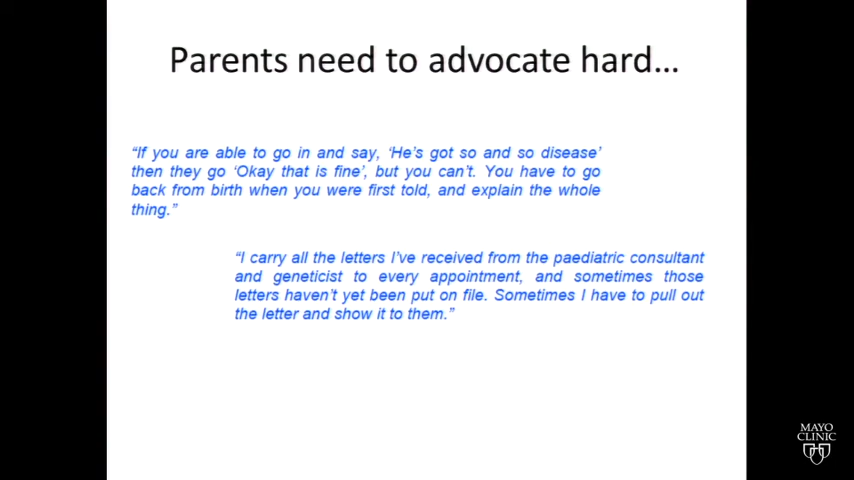 Parents need to advocate hard...
“If you are able to go in and say, ‘He’s got so and so disease’
then they go ‘Okay that is fine’, but you can’t. You have to go
back from birth when you were first told, and explain the whole
thing.”
“I carry all the letters I’ve received from the paediatric consultant
and geneticist to every appointment, and sometimes those
letters haven’t yet been put on file. Sometimes I have to pull out
the letter and show it to them.”
MAYO
CLINIC